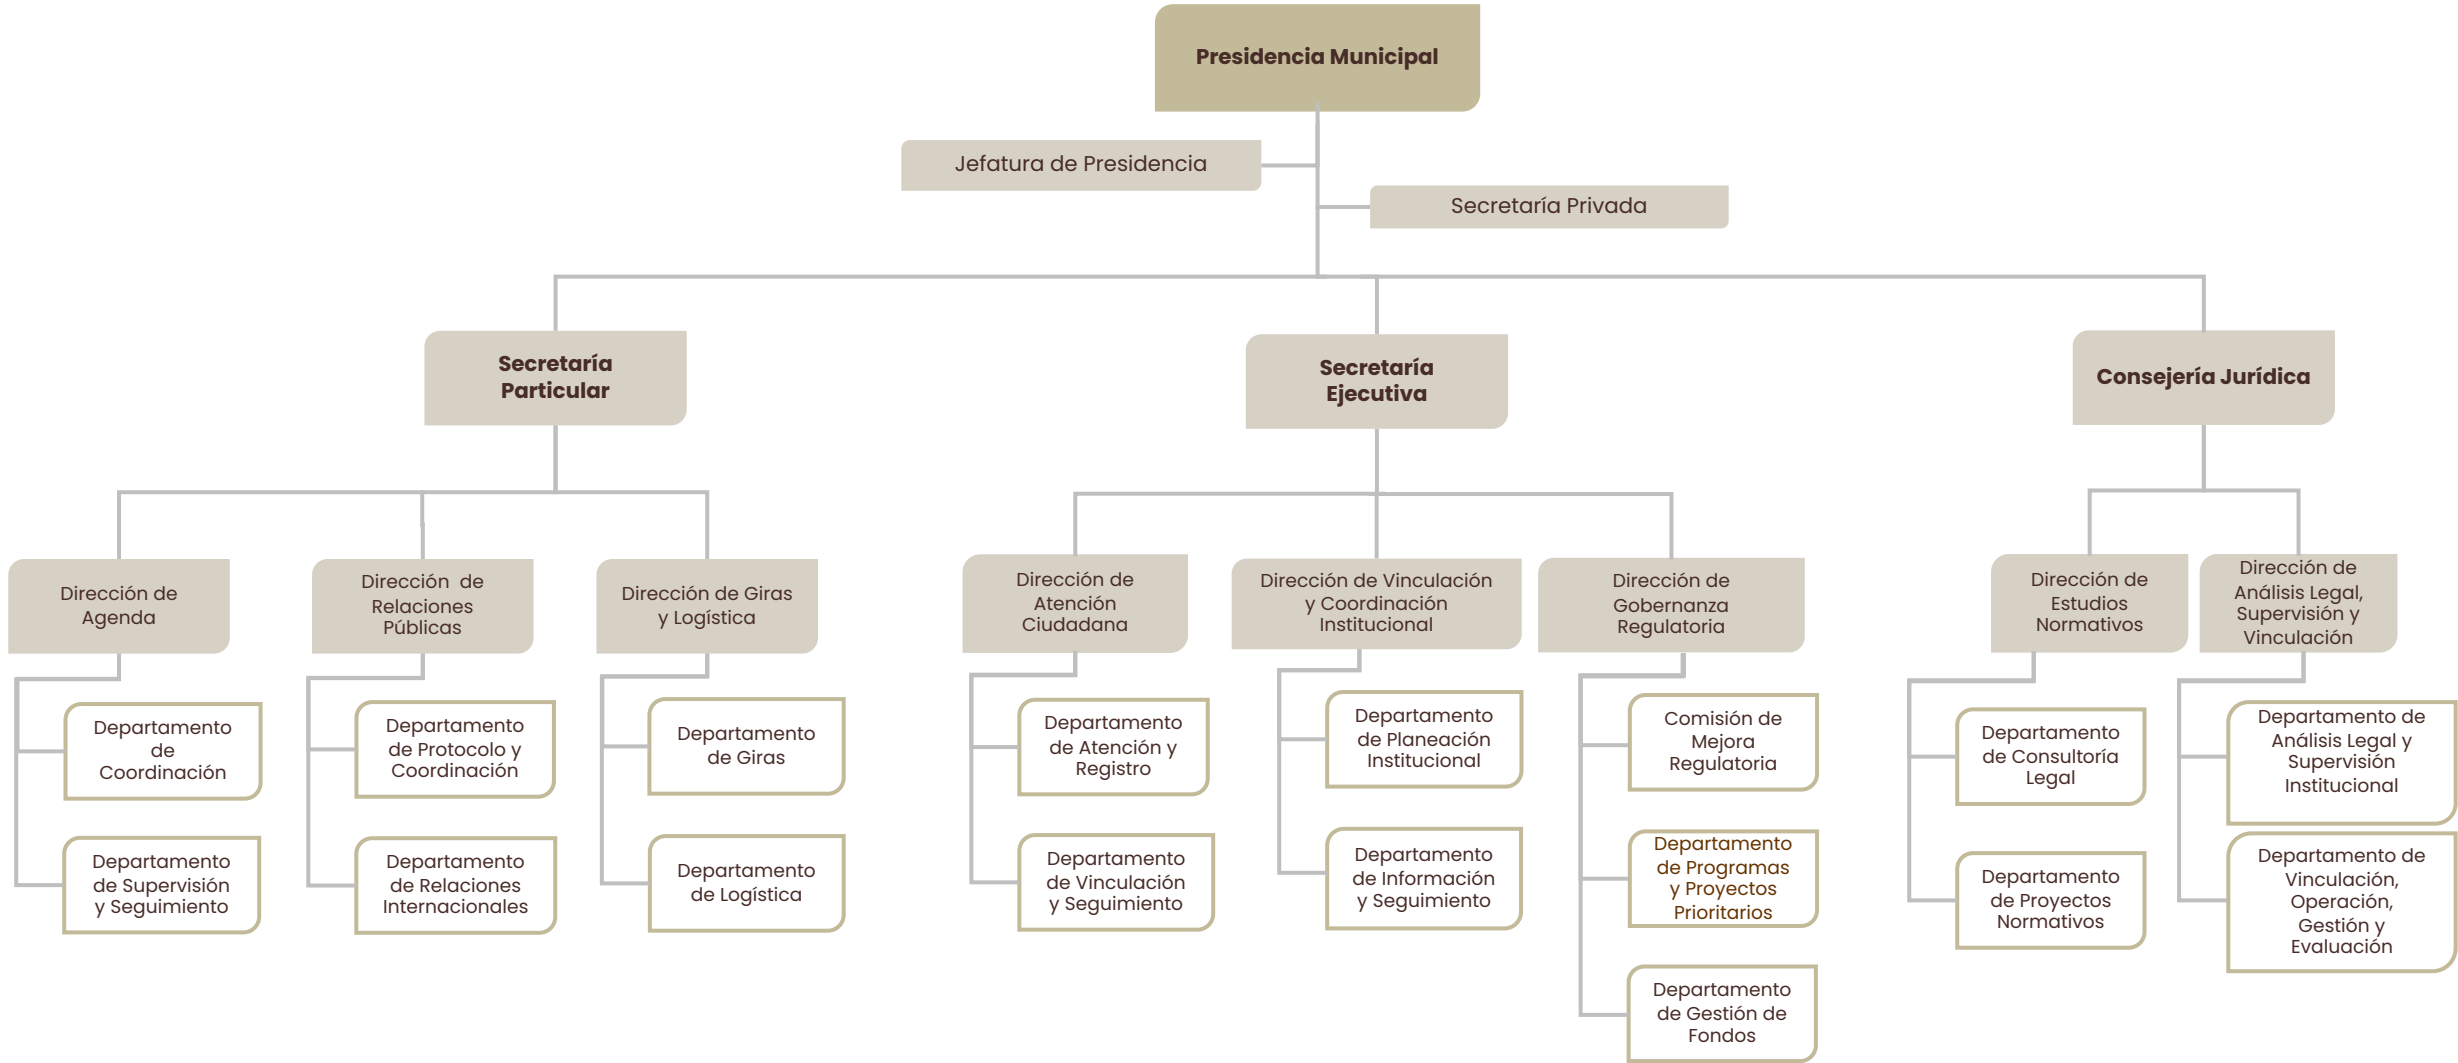 Presidencia Municipal
Jefatura de Presidencia
Secretaría Privada
Secretaría
Particular
Secretaría
Ejecutiva
Consejería Jurídica
Dirección de
Agenda
Dirección de
Relaciones
Públicas
Dirección de Giras
y Logística
Dirección de
Atención
Ciudadana
Dirección de Vinculación
y Coordinación
Institucional
Dirección de
Gobernanza
Regulatoria
Dirección de
Estudios
Normativos
Dirección de
Análisis Legal,
Supervisión y
Vinculación
Departamento
de
Coordinación
Departamento
de Protocolo y
Coordinación
Departamento
de Giras
Departamento
de Atención y
Registro
Departamento
de Planeación
Institucional
Comisión de
Mejora
Regulatoria
Departamento
de Consultoría
Legal
Departamento de
Análisis Legal y
Supervisión
Institucional
Departamento
de Supervisión
y Seguimiento
Departamento
de Relaciones
Internacionales
Departamento
de Logística
Departamento
de Vinculación
y Seguimiento
Departamento
de Información
y Seguimiento
Departamento
de Programas
y Proyectos
Prioritarios
Departamento
de Proyectos
Normativos
Departamento de
Vinculación,
Operación,
Gestión y
Evaluación
Departamento
de Gestión de
Fondos